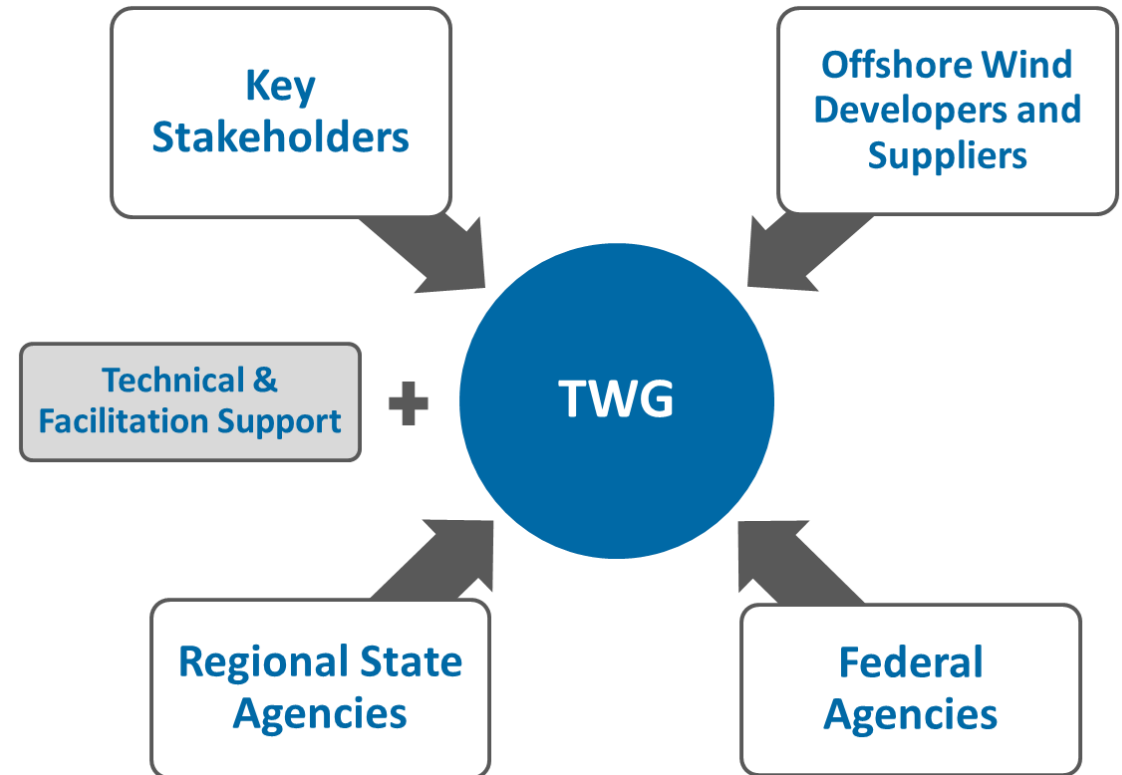 Key
Stakeholders
Offshore Wind
Developers and
Suppliers
Technical &
Facilitation Support
TWG
Regional State
Agencies
Federal
Agencies